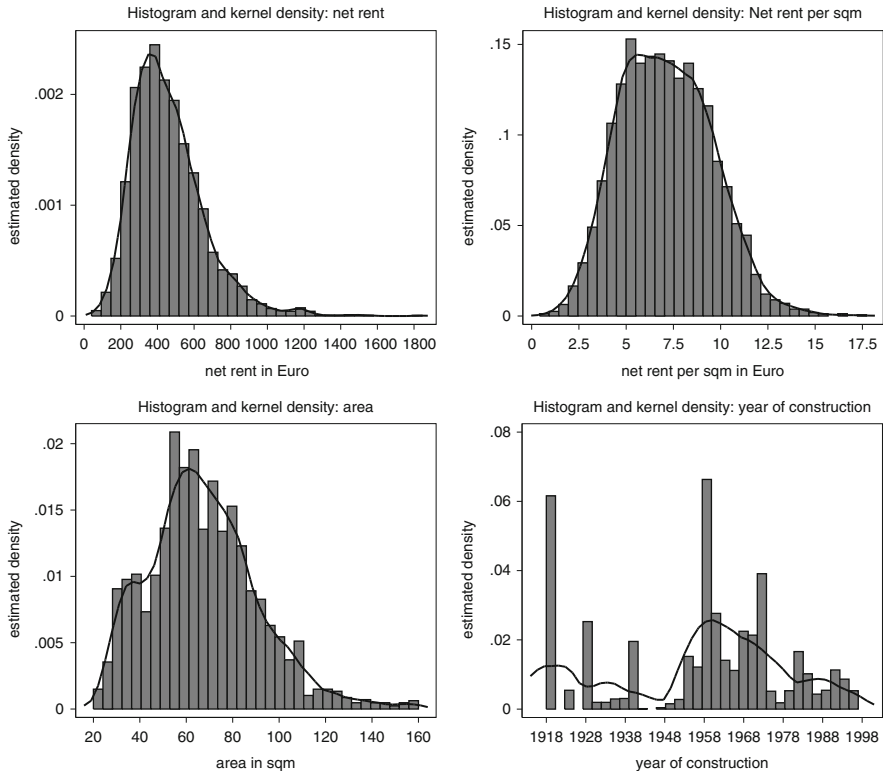 Histogram and kernel density: net rent
estimated density
.002
.001
0
0 200 400 600 800 1000 1200 1400 1600 1800
net rent in Euro
Histogram and kernel density: Net rent per sqm
estimated density
.15
.1
.05
0
0 2.5 5 7.5 10 12.5 15 17.5
net rent per sqm in Euro
Histogram and kernel density: area
estimated density
.02
.015
.01
.005
0
20 40 60 80 100 120 140 160
area in sqm
Histogram and kernel density: year of construction
estimated density
.08
.06
.04
.02
0
1918 1928 1938 1948 1958 1968 1978 1988 1998
year of construction